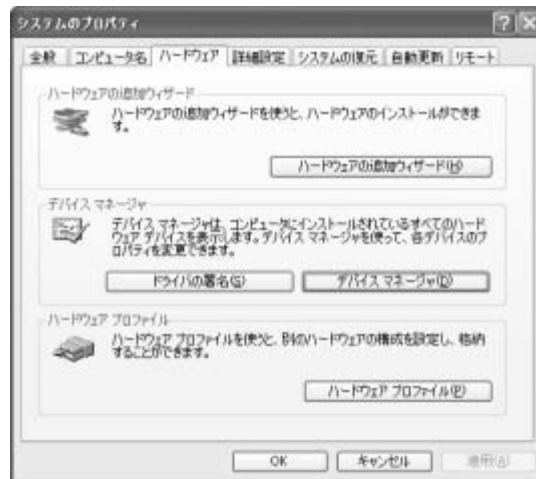 システムのプロパティ
全般 コンピュータ名 ハードウェア 詳細設定 システムの復元 自動更新 リモート
ハードウェアの追加ウィザード
ハードウェアの追加ウィザードを使うと、ハードウェアのインストールができま
す。
ハードウェアの追加ウィザード(H)
デバイス マネージャ
デバイス マネージャは、コンピュータにインストールされているすべてのハード
ウェア デバイスを表示します。デバイス マネージャを使って、各デバイスのプ
ロパティを変更できます。
ドライバの署名(S) デバイス マネージャ(D)
ハードウェア プロファイル
ハードウェア プロファイルを使うと、別のハードウェアの構成を設定し、格納
することができます。
ハードウェア プロファイル(P)
OK キャンセル 適用(A)